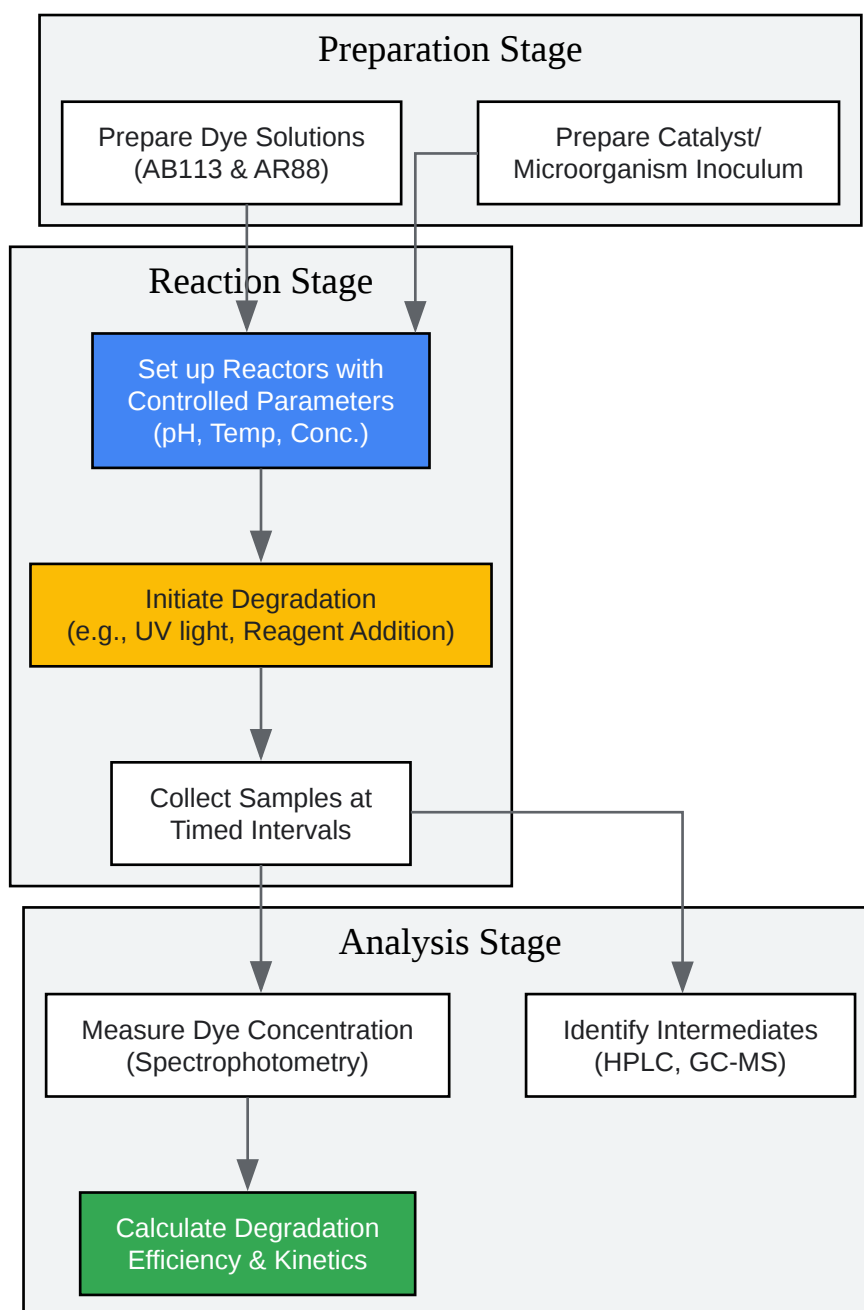 Preparation Stage
Prepare Dye Solutions
(AB113 & AR88)
Prepare Catalyst/
Microorganism Inoculum
Reaction Stage
Set up Reactors with
Controlled Parameters
(pH, Temp, Conc.)
Initiate Degradation
(e.g., UV light, Reagent Addition)
Collect Samples at
Timed Intervals
Analysis Stage
Measure Dye Concentration
(Spectrophotometry)
Identify Intermediates
(HPLC, GC-MS)
Calculate Degradation
Efficiency & Kinetics